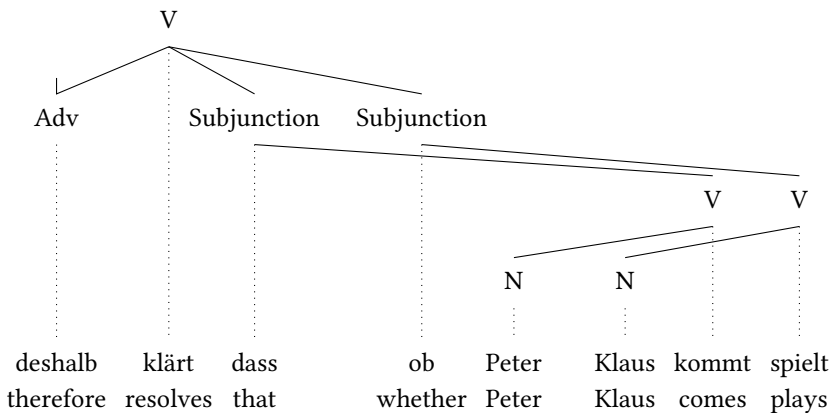 V
Adv Subjunction Subjunction
V V
N N
deshalb klärt dass ob Peter Klaus kommt spielt
therefore resolves that whether Peter Klaus comes plays